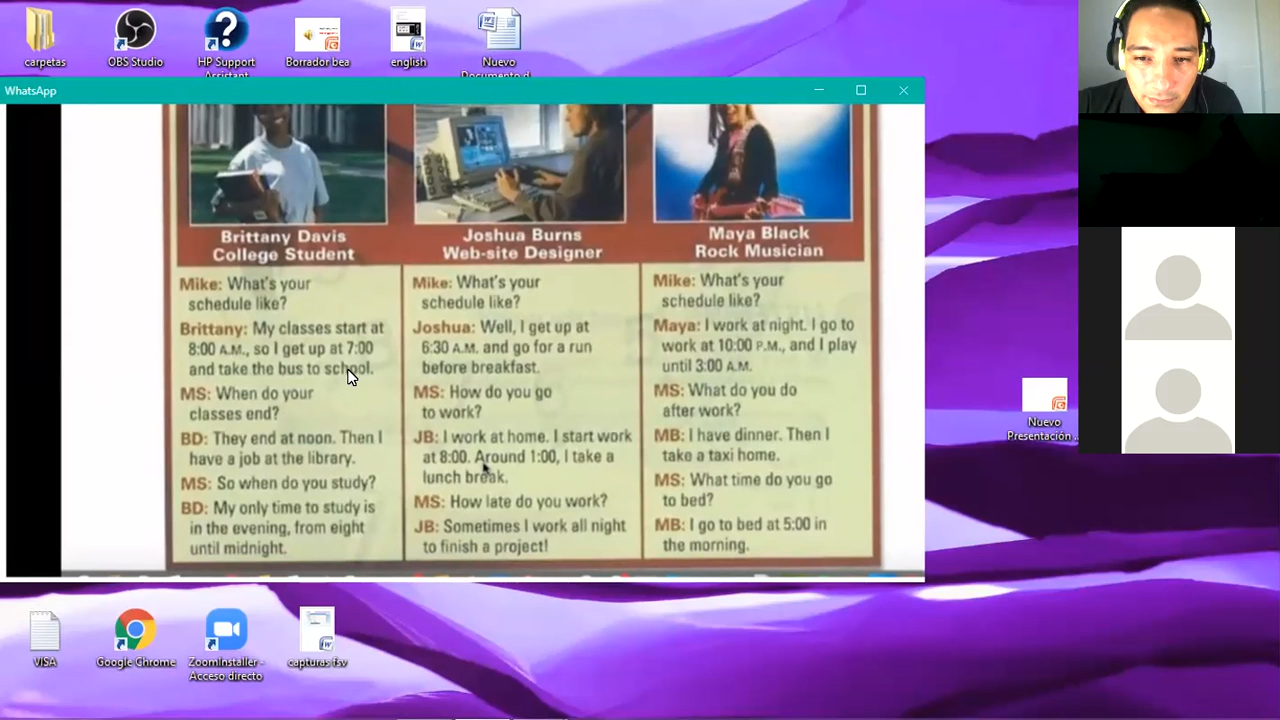 carpetas
OBS Studio
HP Support
Assistant
Borrador bea
english
Nuevo
Documento d
WhatsApp
Brittany Davis
College Student
Mike: What's your
schedule like?
Brittany: My classes start at
8:00 A.M., so I get up at 7:00
and take the bus to school.
MS: When do your
classes end?
BD: They end at noon. Then I
have a job at the library.
MS: So when do you study?
BD: My only time to study is
in the evening, from eight
until midnight.
Joshua Burns
Web-site Designer
Mike: What's your
schedule like?
Joshua: Well, I get up at
6:30 A.M. and go for a run
before breakfast.
MS: How do you go
to work?
JB: I work at home. I start work
at 8:00. Around 1:00, I take a
lunch break.
MS: How late do you work?
JB: Sometimes I work all night
to finish a project!
Maya Black
Rock Musician
Mike: What's your
schedule like?
Maya: I work at night. I go to
work at 10:00 P.M., and I play
until 3:00 A.M.
MS: What do you do
after work?
MB: I have dinner. Then I
take a taxi home.
MS: What time do you go
to bed?
MB: I go to bed at 5:00 in
the morning.
Nuevo
Presentación ...
VISA
Google Chrome
Zoominstaller -
Acceso directo
capturas fsv